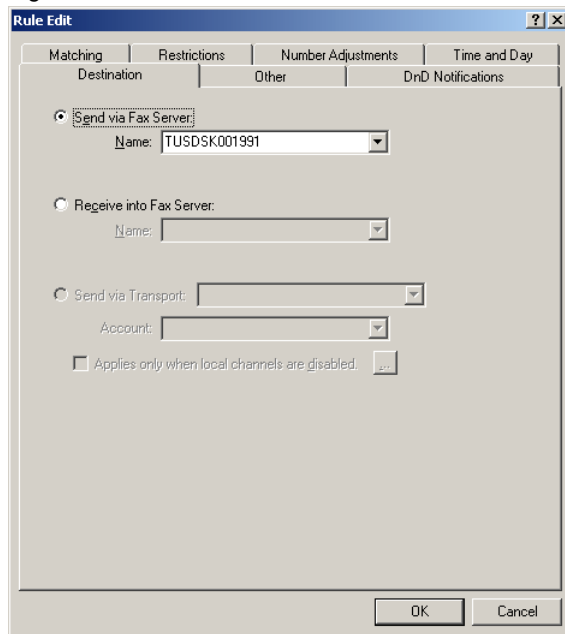 Rule Edit
Matching Restrictions Number Adjustments Time and Day
Destination Other DnD Notifications
Send via Fax Server:
Name: TUSDSK001991
Receive into Fax Server:
Name:
Send via Transport:
Account:
Applies only when local channels are disabled. ...
OK Cancel